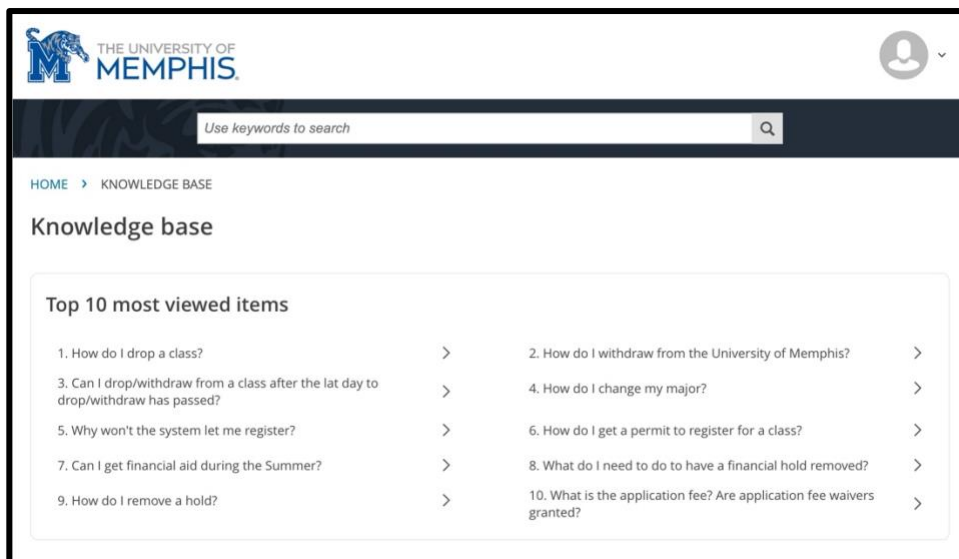 M
THE UNIVERSITY OF
MEMPHIS.
Use keywords to search
HOME > KNOWLEDGE BASE
Knowledge base
Top 10 most viewed items
1. How do I drop a class?
2. How do I withdraw from the University of Memphis?
3. Can I drop/withdraw from a class after the lat day to
drop/withdraw has passed?
4. How do I change my major?
5. Why won't the system let me register?
6. How do I get a permit to register for a class?
7. Can I get financial aid during the Summer?
8. What do I need to do to have a financial hold removed?
9. How do I remove a hold?
10. What is the application fee? Are application fee waivers
granted?